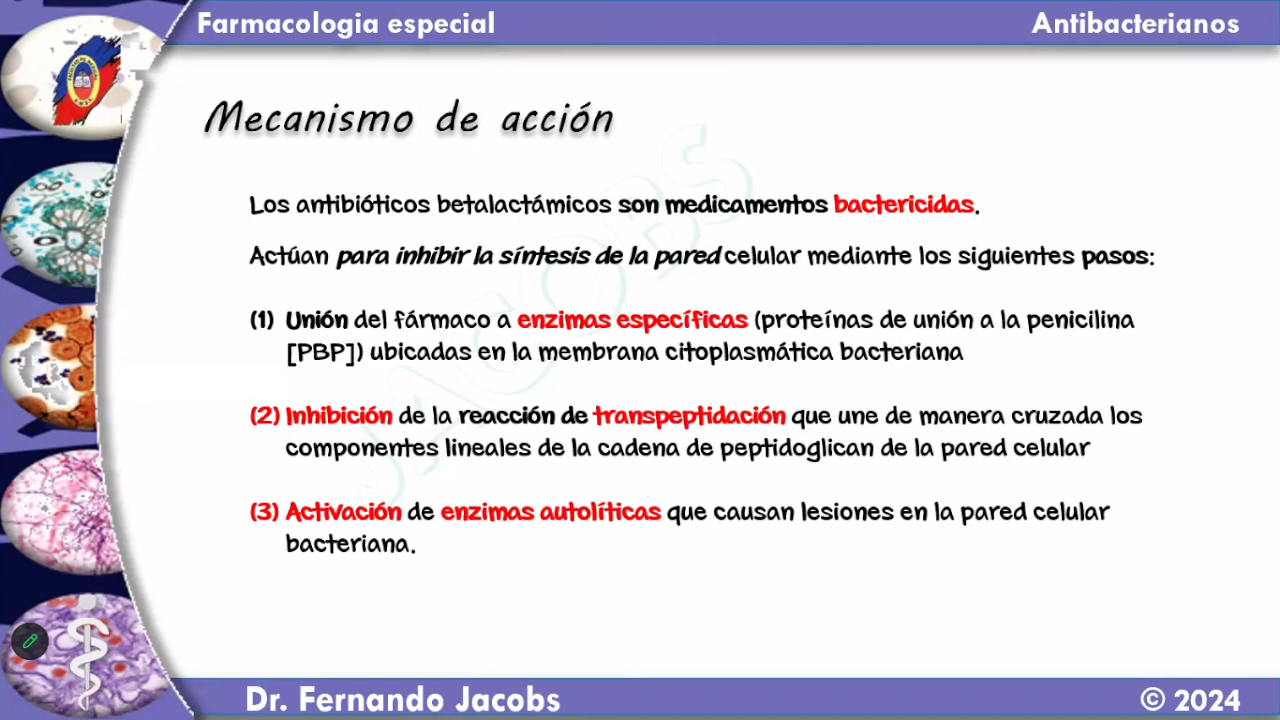 Farmacologia especial
Antibacterianos
Mecanismo de acción
Los antibióticos betalactámicos son medicamentos bactericidas.
Actúan para inhibir la síntesis de la pared celular mediante los siguientes pasos:
(1) Unión del fármaco a enzimas específicas (proteínas de unión a la penicilina
[PBP]) ubicadas en la membrana citoplasmática bacteriana
(2) Inhibición de la reacción de transpeptidación que une de manera cruzada los
componentes lineales de la cadena de peptidoglican de la pared celular
(3) Activación de enzimas autolíticas que causan lesiones en la pared celular
bacteriana.
JACOBS
Dr. Fernando Jacobs
© 2024